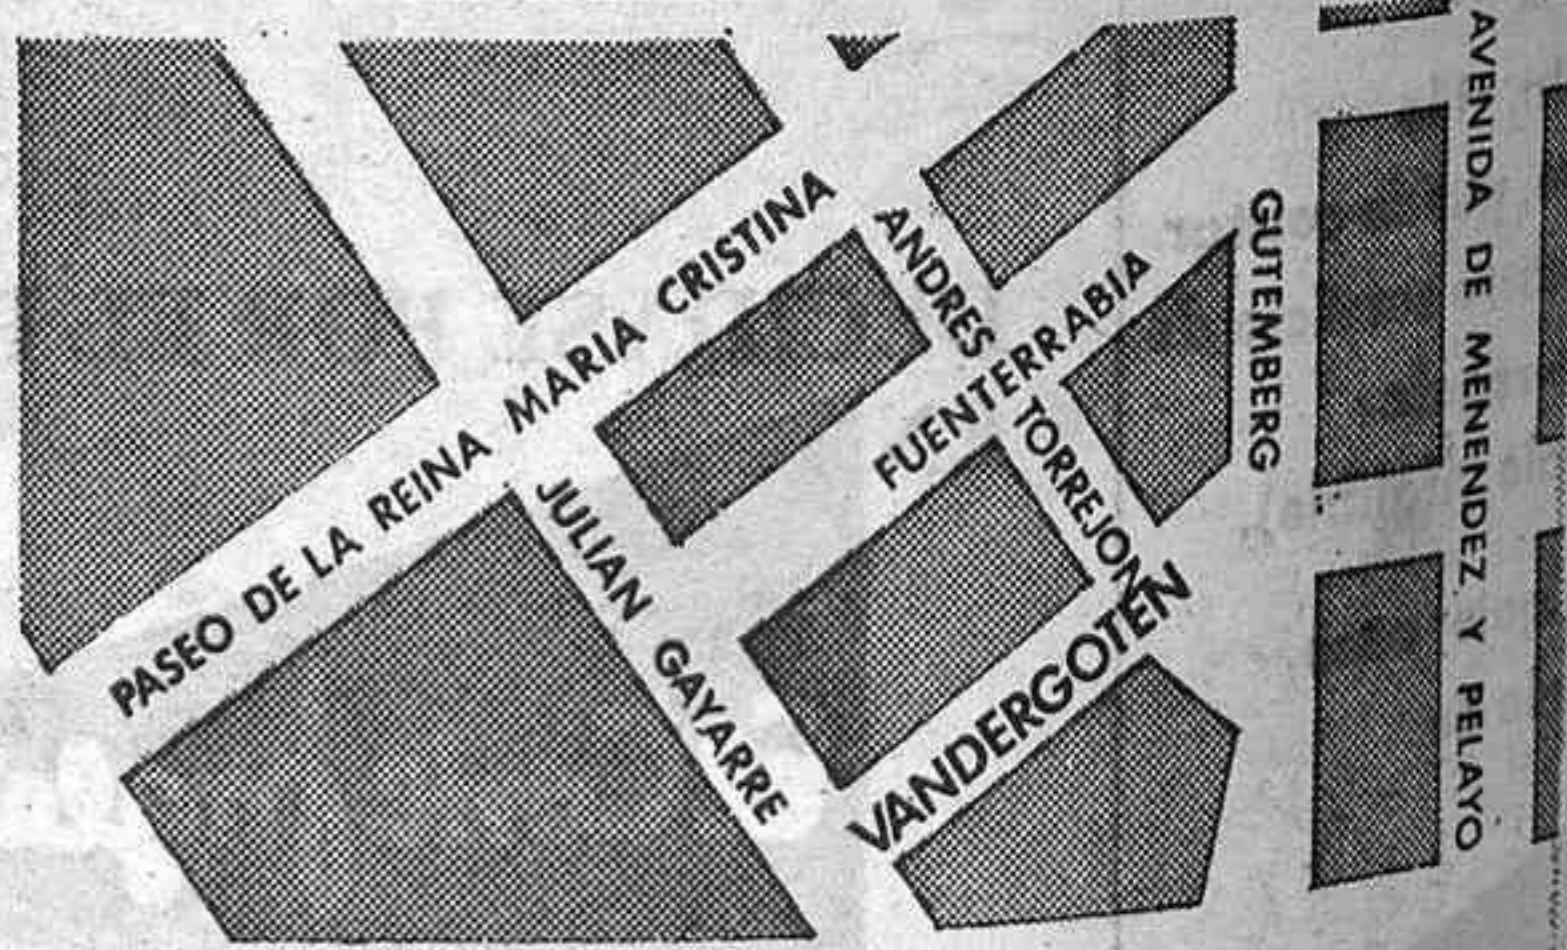 PASEO DE LA REINA MARIA CRISTINA
JULIAN GAYARRE
ANDRES TORREJON
FUENTERRABIA
VANDERGOTEN
GUTEMBERG
AVENIDA DE MENENDEZ Y PELAYO